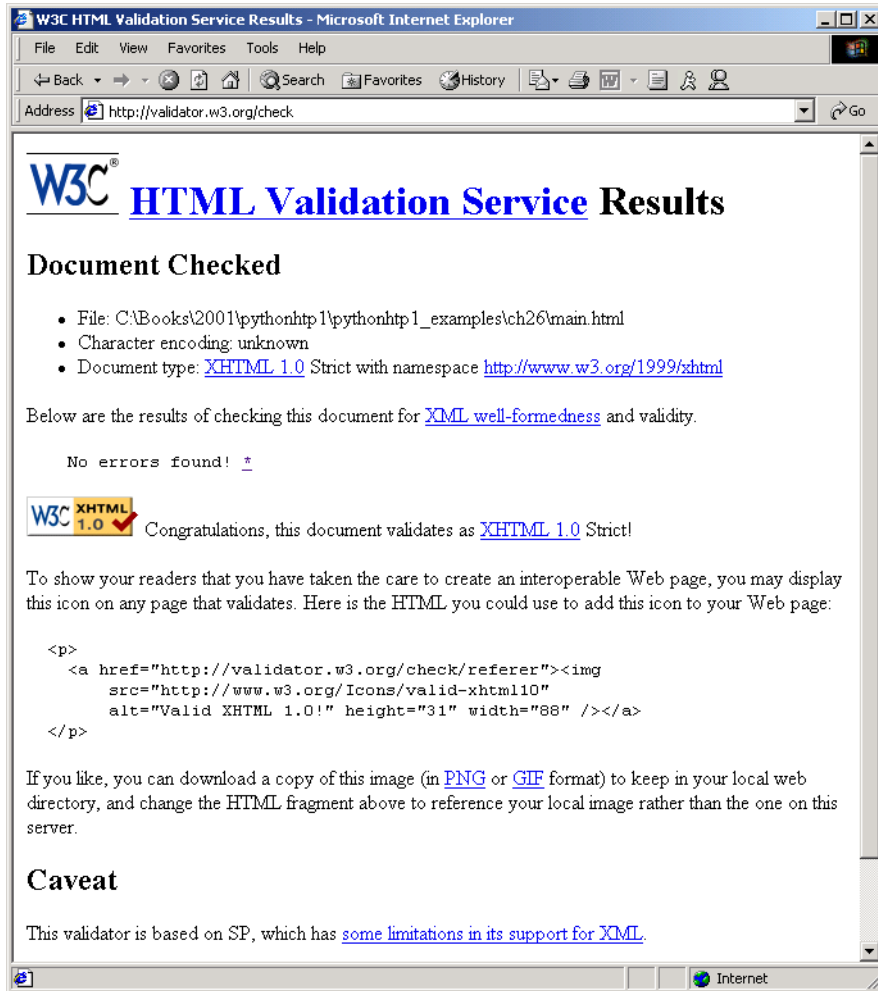 W3C HTML Validation Service Results - Microsoft Internet Explorer
File Edit View Favorites Tools Help
Back Search Favorites History
Address http://validator.w3.org/check Go
W3C® HTML Validation Service Results
Document Checked
• File: C:\Books\2001\pythonhtp1\pythonhtp1_examples\ch26\main.html
• Character encoding: unknown
• Document type: XHTML 1.0 Strict with namespace http://www.w3.org/1999/xhtml
Below are the results of checking this document for XML well-formedness and validity.
No errors found! *
W3C XHTML 1.0 Congratulations, this document validates as XHTML 1.0 Strict!
To show your readers that you have taken the care to create an interoperable Web page, you may display
this icon on any page that validates. Here is the HTML you could use to add this icon to your Web page:
<p>
<a href="http://validator.w3.org/check/referer"><img
src="http://www.w3.org/Icons/valid-xhtml10"
alt="Valid XHTML 1.0!" height="31" width="88" /></a>
</p>
If you like, you can download a copy of this image (in PNG or GIF format) to keep in your local web
directory, and change the HTML fragment above to reference your local image rather than the one on this
server.
Caveat
This validator is based on SP, which has some limitations in its support for XML.
Internet